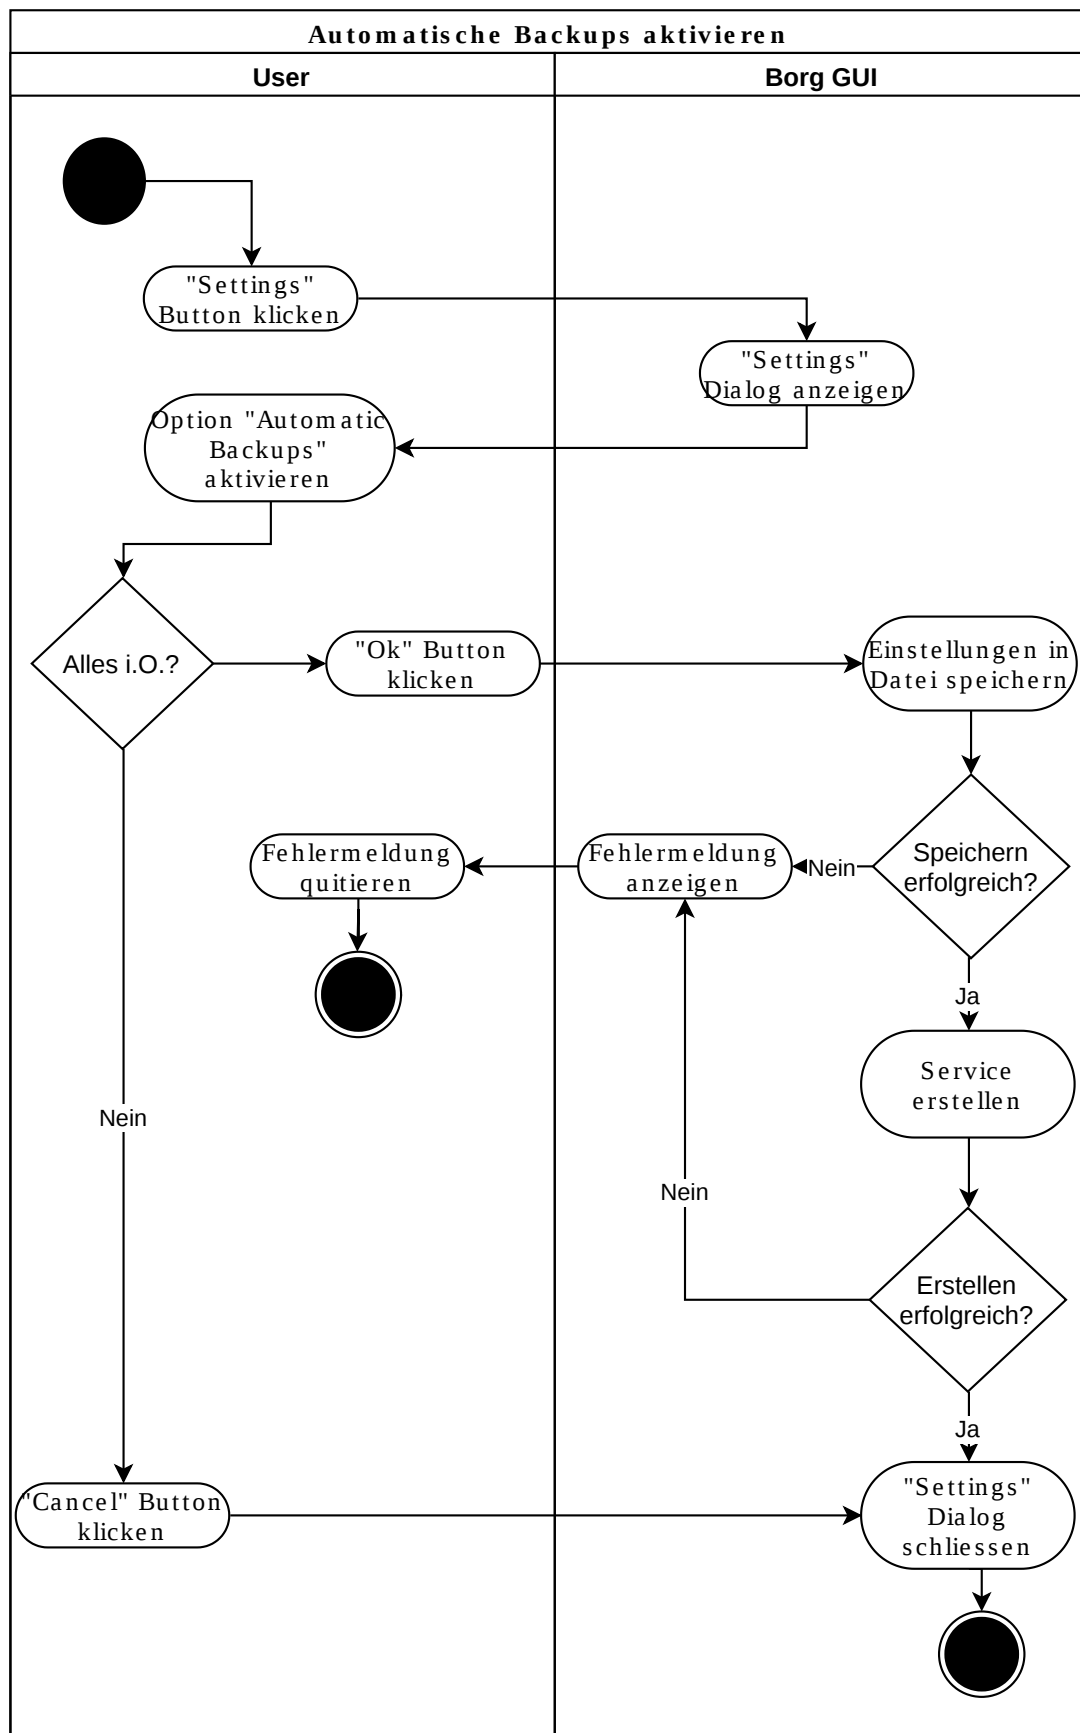 Automatische Backups aktivieren
User
Borg GUI
"Settings"
Button klicken
"Settings"
Dialog anzeigen
Option "Automatic
Backups"
aktivieren
Alles i.O.?
"Ok" Button
klicken
Einstellungen in
Datei speichern
Speichern
erfolgreich?
Nein
Fehlermeldung
anzeigen
Fehlermeldung
quitieren
Ja
Service
erstellen
Nein
Nein
Erstellen
erfolgreich?
Ja
"Cancel" Button
klicken
"Settings"
Dialog
schliessen